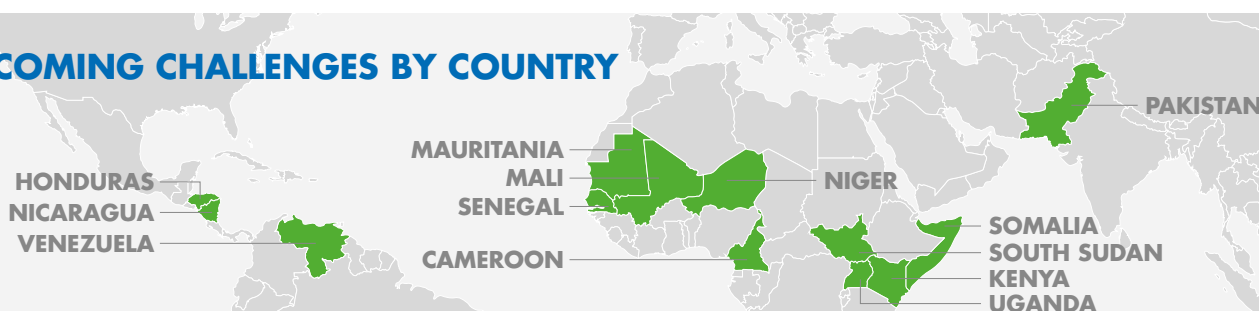 COMING CHALLENGES BY COUNTRY
PAKISTAN
MAURITANIA
MALI
NIGER
SENEGAL
CAMEROON
HONDURAS
NICARAGUA
VENEZUELA
SOMALIA
SOUTH SUDAN
KENYA
UGANDA